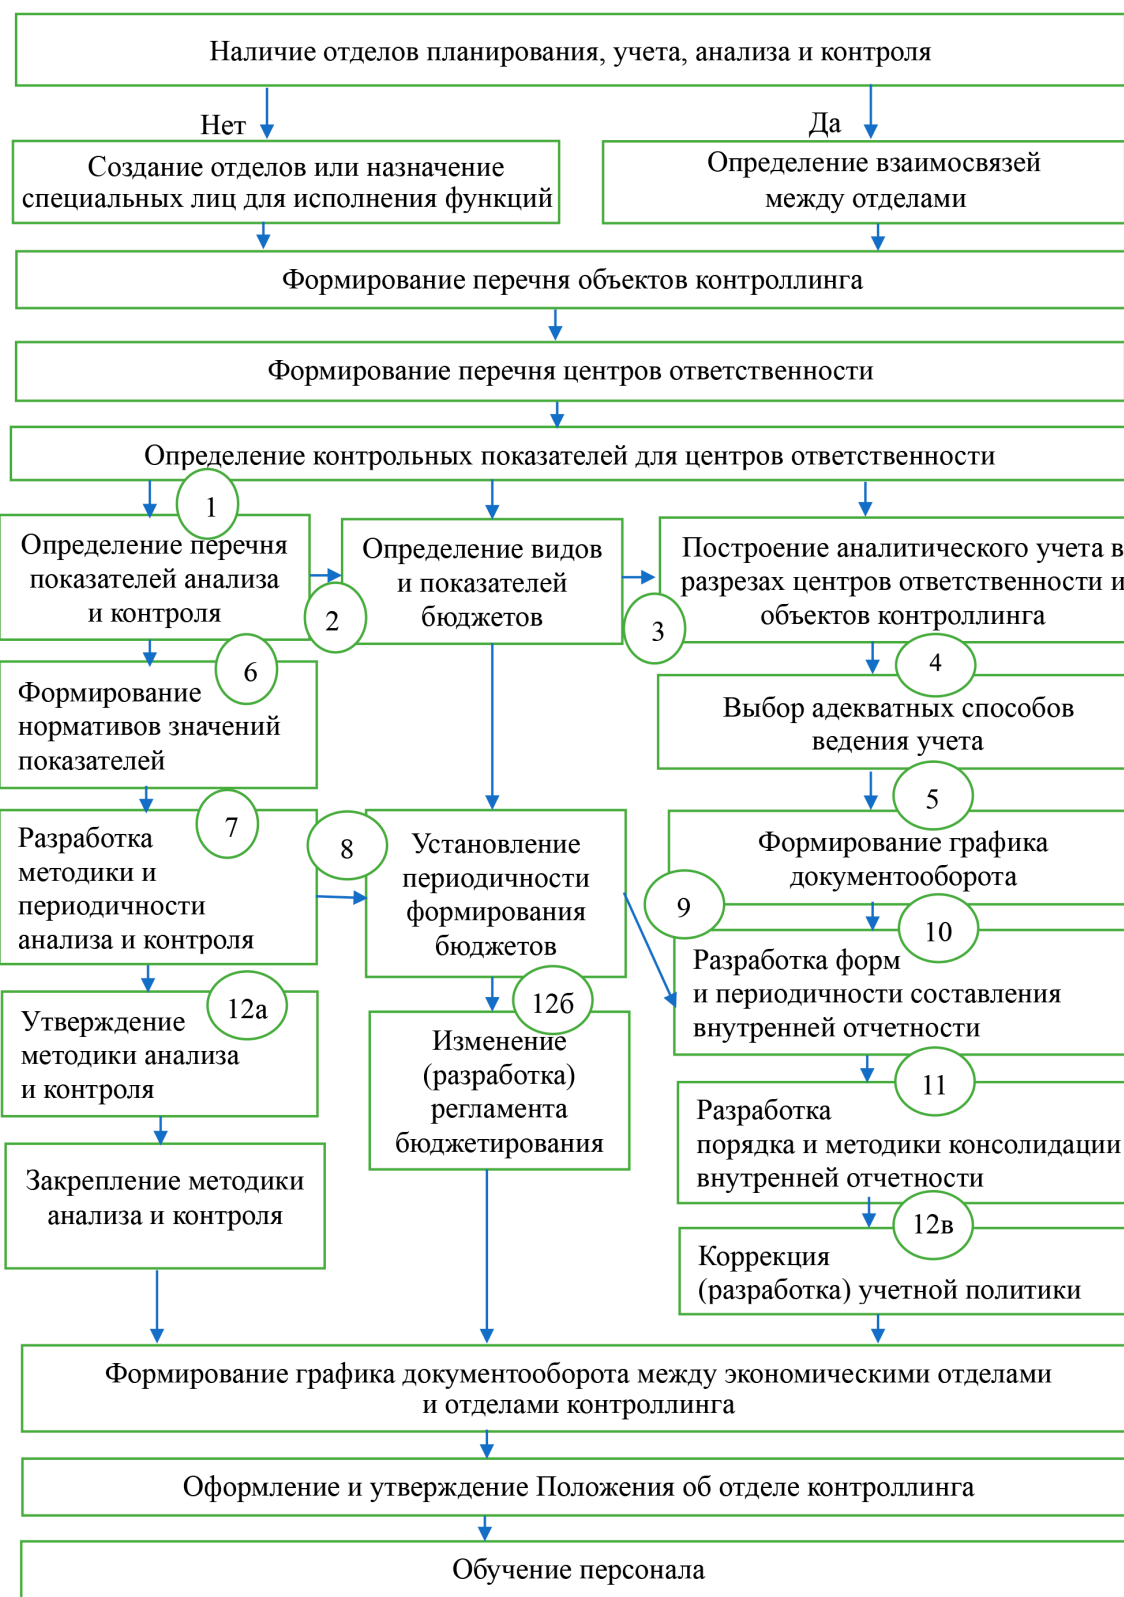 Наличие отделов планирования, учета, анализа и контроля
Нет
Да
Создание отделов или назначение
специальных лиц для исполнения функций
Определение взаимосвязей
между отделами
Формирование перечня объектов контроллинга
Формирование перечня центров ответственности
Определение контрольных показателей для центров ответственности
1
Определение перечня
показателей анализа
и контроля
2
Определение видов
и показателей
бюджетов
3
Построение аналитического учета в
разрезах центров ответственности и
объектов контроллинга
4
Выбор адекватных способов
ведения учета
5
Формирование графика
документооборота
6
Формирование
нормативов значений
показателей
7
Разработка
методики и
периодичности
анализа и контроля
8
Установление
периодичности
формирования
бюджетов
9
10
Разработка форм
и периодичности составления
внутренней отчетности
11
Разработка
порядка и методики консолидации
внутренней отчетности
12а
Утверждение
методики анализа
и контроля
12б
Изменение
(разработка)
регламента
бюджетирования
12в
Коррекция
(разработка) учетной политики
Закрепление методики
анализа и контроля
Формирование графика документооборота между экономическими отделами
и отделами контроллинга
Оформление и утверждение Положения об отделе контроллинга
Обучение персонала